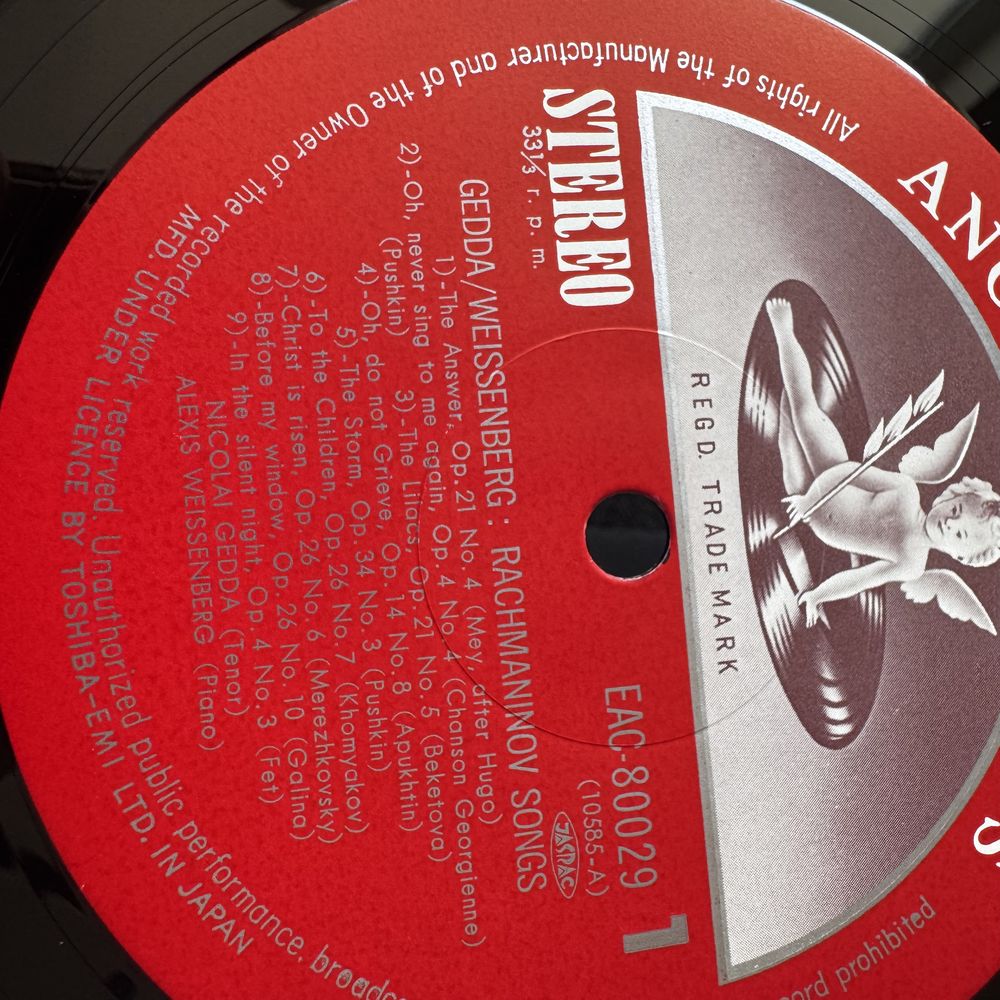 ANG
REGD. TRADE MARK
STEREO
33⅓ r. p. m.
EAC-80029
(10585-A)
1
JASRAC
GEDDA/WEISSENBERG : RACHMANINOV SONGS
1)-The Answer, Op.21 No.4 (Mey, after Hugo)
2)-Oh, never sing to me again, Op.4 No.4 (Chanson Georgienne)
(Pushkin) 3)-The Lilacs, Op.21 No.5 (Beketova)
4)-Oh, do not Grieve, Op.14 No.8 (Apukhtin)
5)-The Storm, Op.34 No.3 (Pushkin)
6)-To the Children, Op.26 No.7 (Khomyakov)
7)-Christ is risen, Op.26 No.6 (Merezhkovsky)
8)-Before my window, Op.26 No.10 (Galina)
9)-In the silent night, Op.4 No.3 (Fet)
NICOLAI GEDDA (Tenor)
ALEXIS WEISSENBERG (Piano)
MFD. UNDER LICENCE BY TOSHIBA-EMI LTD. IN JAPAN
All rights of the Manufacturer and of the Owner of the recorded work reserved. Unauthorized public performance, broadc
ord prohibited